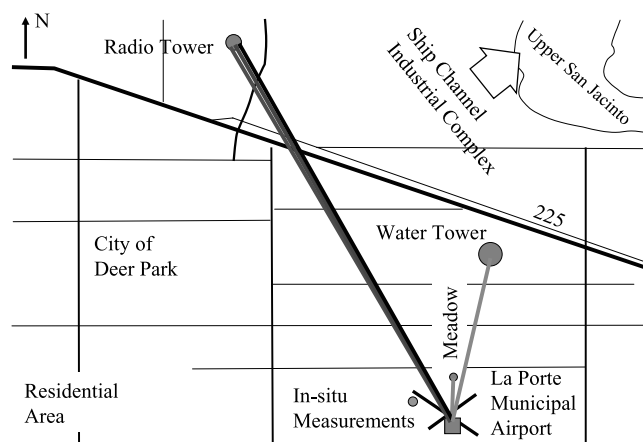 N
Radio Tower
Ship Channel
Industrial Complex
Upper San Jacinto
225
Water Tower
City of
Deer Park
Meadow
La Porte
Municipal
Airport
In-situ
Measurements
Residential
Area